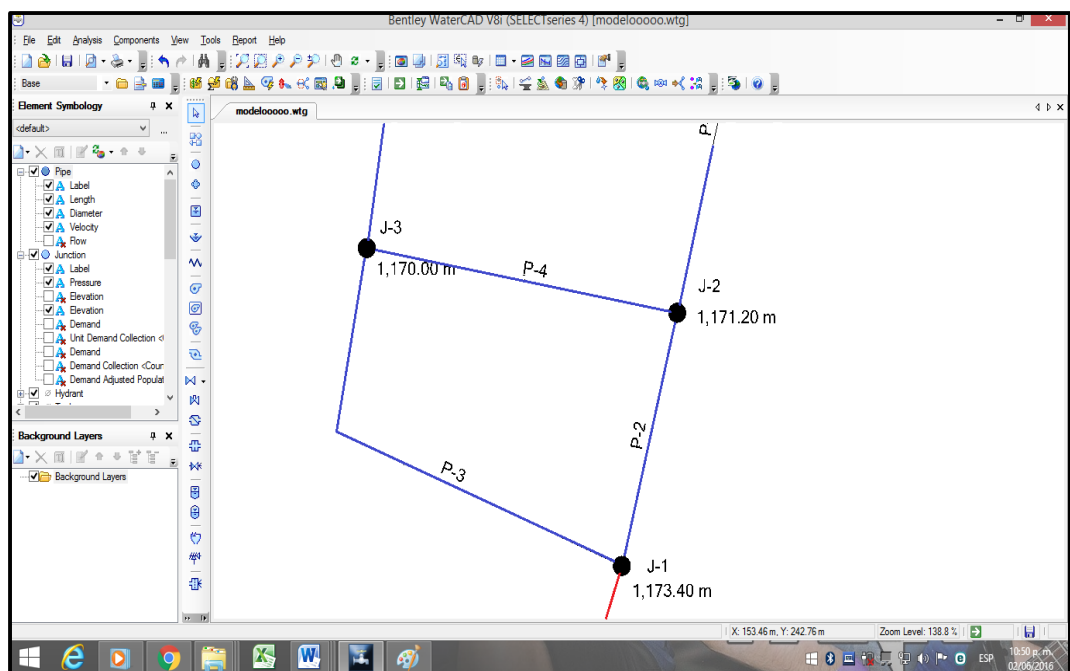 Bentley WaterCAD V8i (SELECTseries 4) [modelooooo.wtg]
File Edit Analysis Components View Tools Report Help
Base
Element Symbology
<default>
...
Pipe
Label
Length
Diameter
Velocity
Flow
Junction
Label
Pressure
Elevation
Elevation
Demand
Unit Demand Collection
Demand
Demand Collection <Cour
Demand Adjusted Populat
Hydrant
Background Layers
Background Layers
modelooooo.wtg
P
J-3
1,170.00 m
P-4
J-2
1,171.20 m
P-2
P-3
J-1
1,173.40 m
X: 153.46 m, Y: 242.76 m
Zoom Level: 138.8 %
ESP
10:50 p. m.
02/06/2016